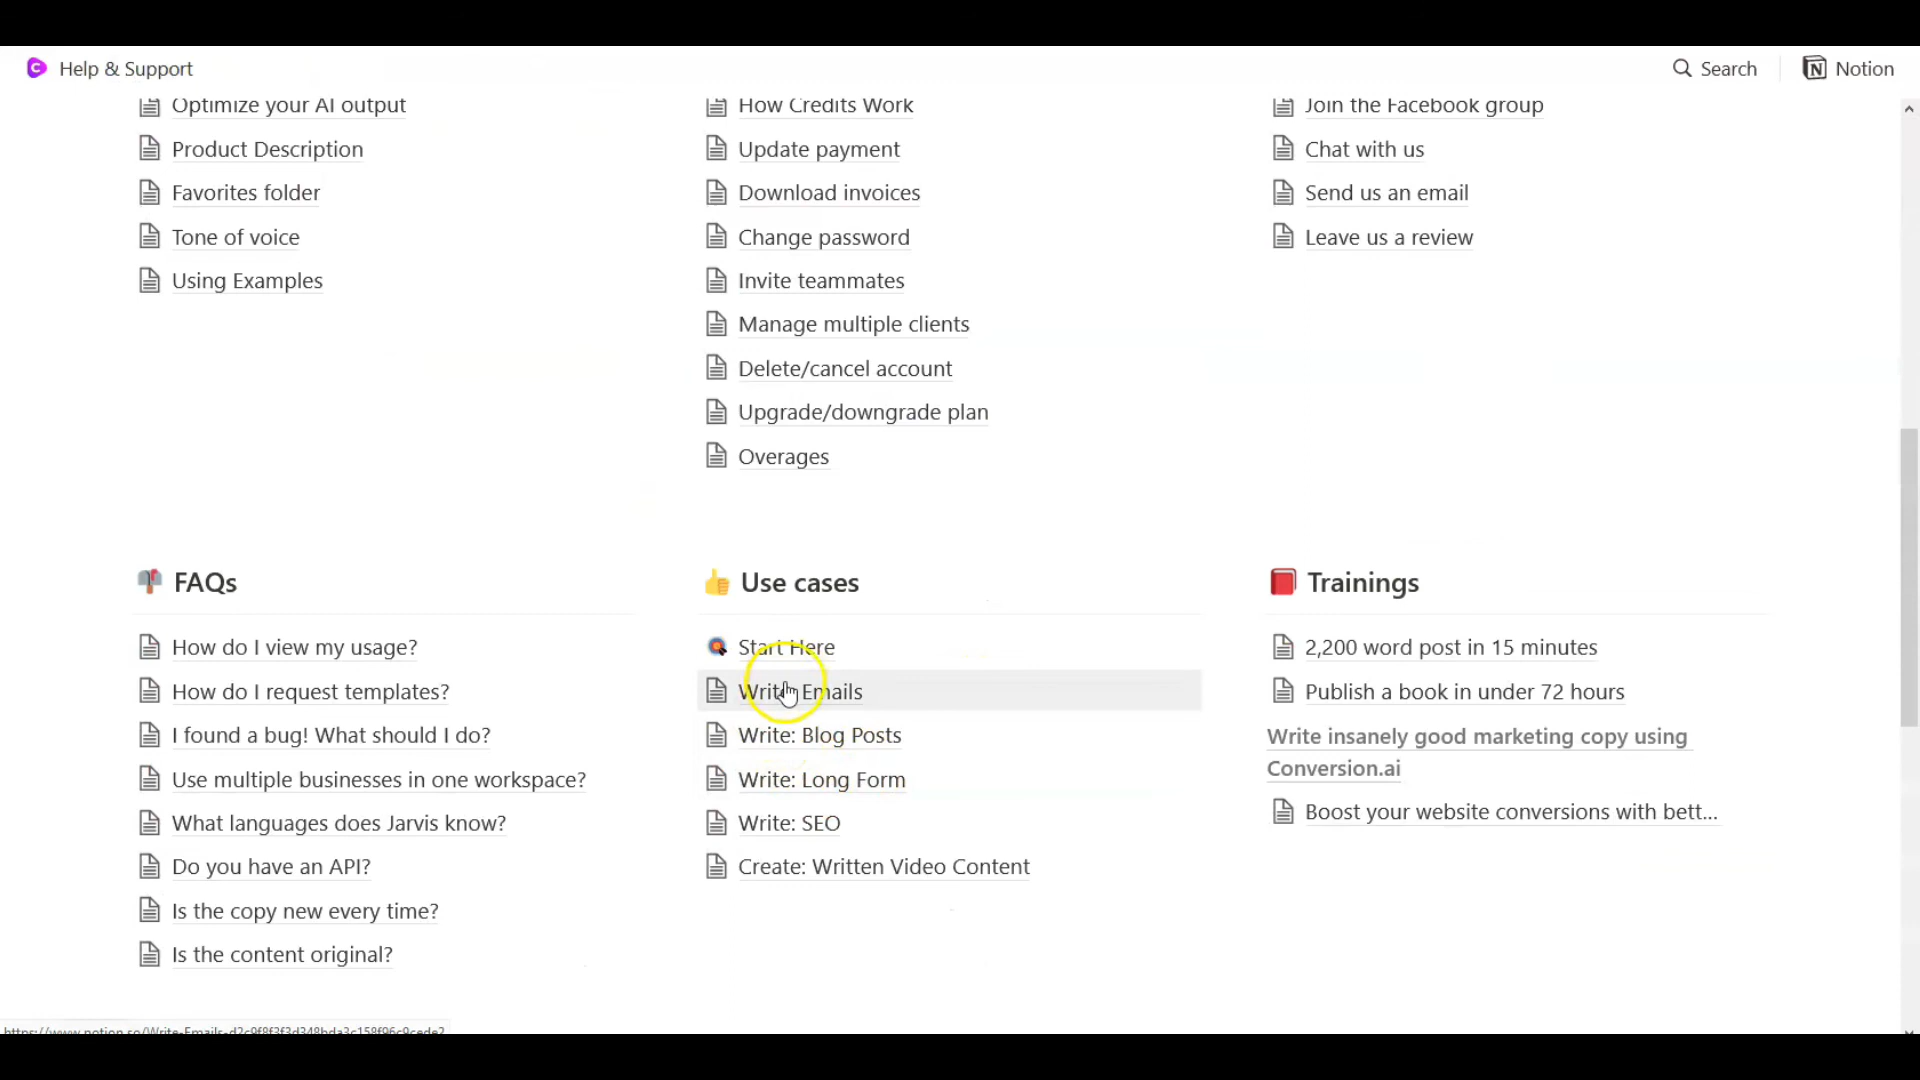 Help & Support
Search
Notion
Optimize your AI output
Product Description
Favorites folder
Tone of voice
Using Examples
How Credits Work
Update payment
Download invoices
Change password
Invite teammates
Manage multiple clients
Delete/cancel account
Upgrade/downgrade plan
Overages
Join the Facebook group
Chat with us
Send us an email
Leave us a review
FAQs
How do I view my usage?
How do I request templates?
I found a bug! What should I do?
Use multiple businesses in one workspace?
What languages does Jarvis know?
Do you have an API?
Is the copy new every time?
Is the content original?
Use cases
Start Here
Write: Emails
Write: Blog Posts
Write: Long Form
Write: SEO
Create: Written Video Content
Trainings
2,200 word post in 15 minutes
Publish a book in under 72 hours
Write insanely good marketing copy using
Conversion.ai
Boost your website conversions with bett...